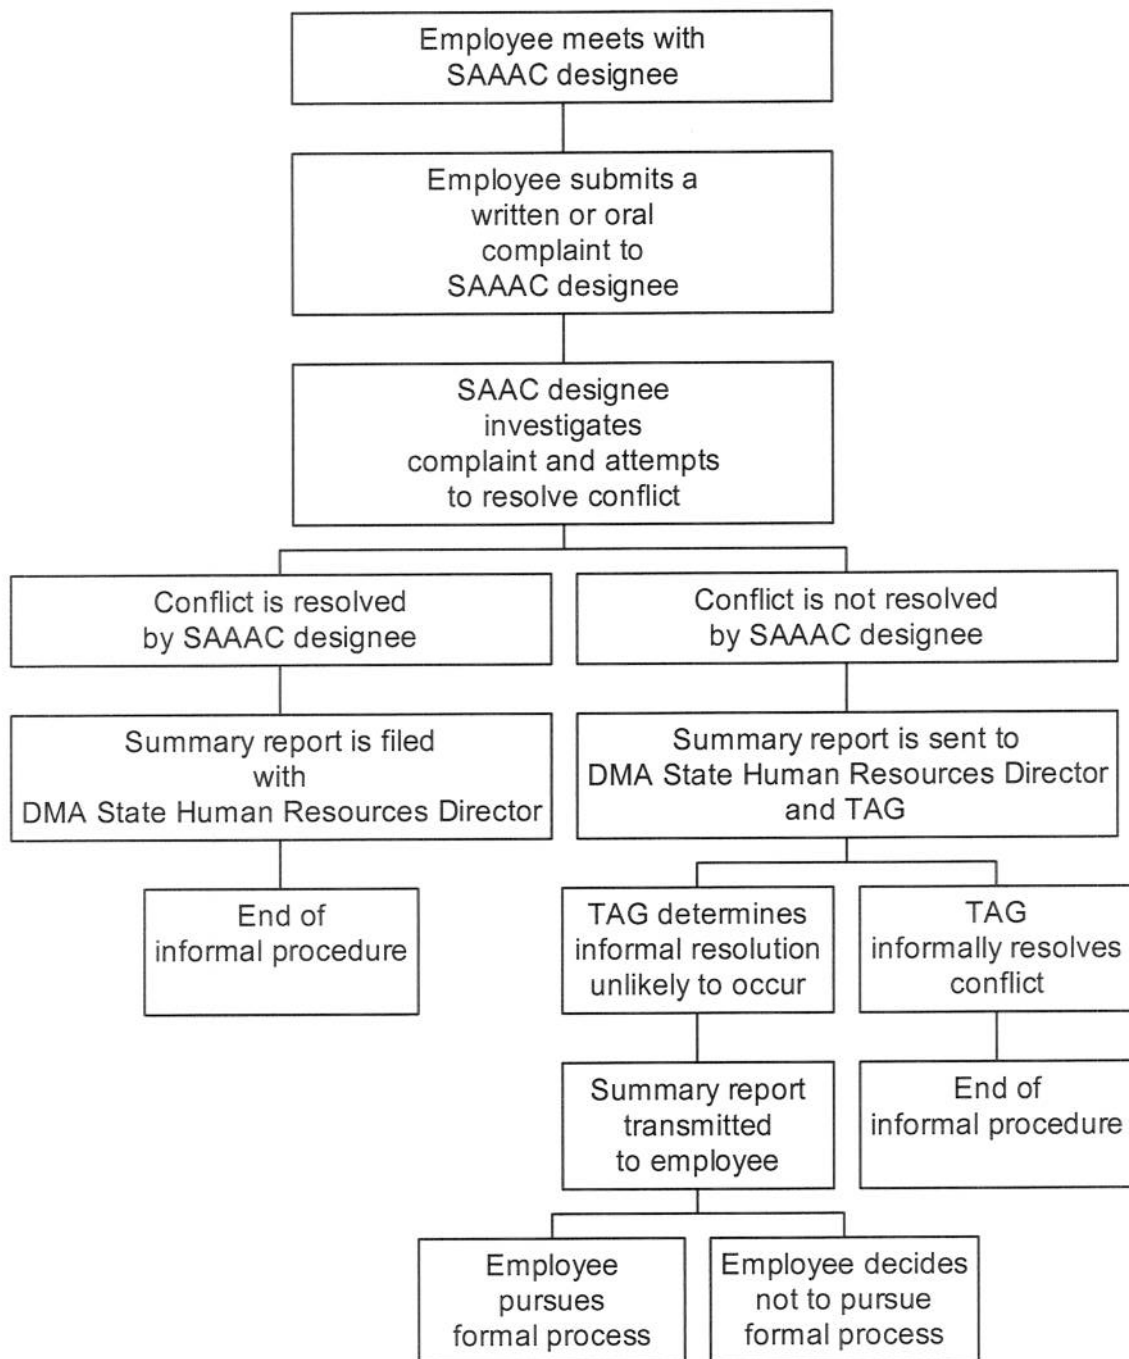 Employee meets with
SAAAC designee
Employee submits a
written or oral
complaint to
SAAAC designee
SAAC designee
investigates
complaint and attempts
to resolve conflict
Conflict is resolved
by SAAAC designee
Conflict is not resolved
by SAAAC designee
Summary report is filed
with
DMA State Human Resources Director
Summary report is sent to
DMA State Human Resources Director
and TAG
End of
informal procedure
TAG determines
informal resolution
unlikely to occur
TAG
informally resolves
conflict
Summary report
transmitted
to employee
End of
informal procedure
Employee
pursues
formal process
Employee decides
not to pursue
formal process